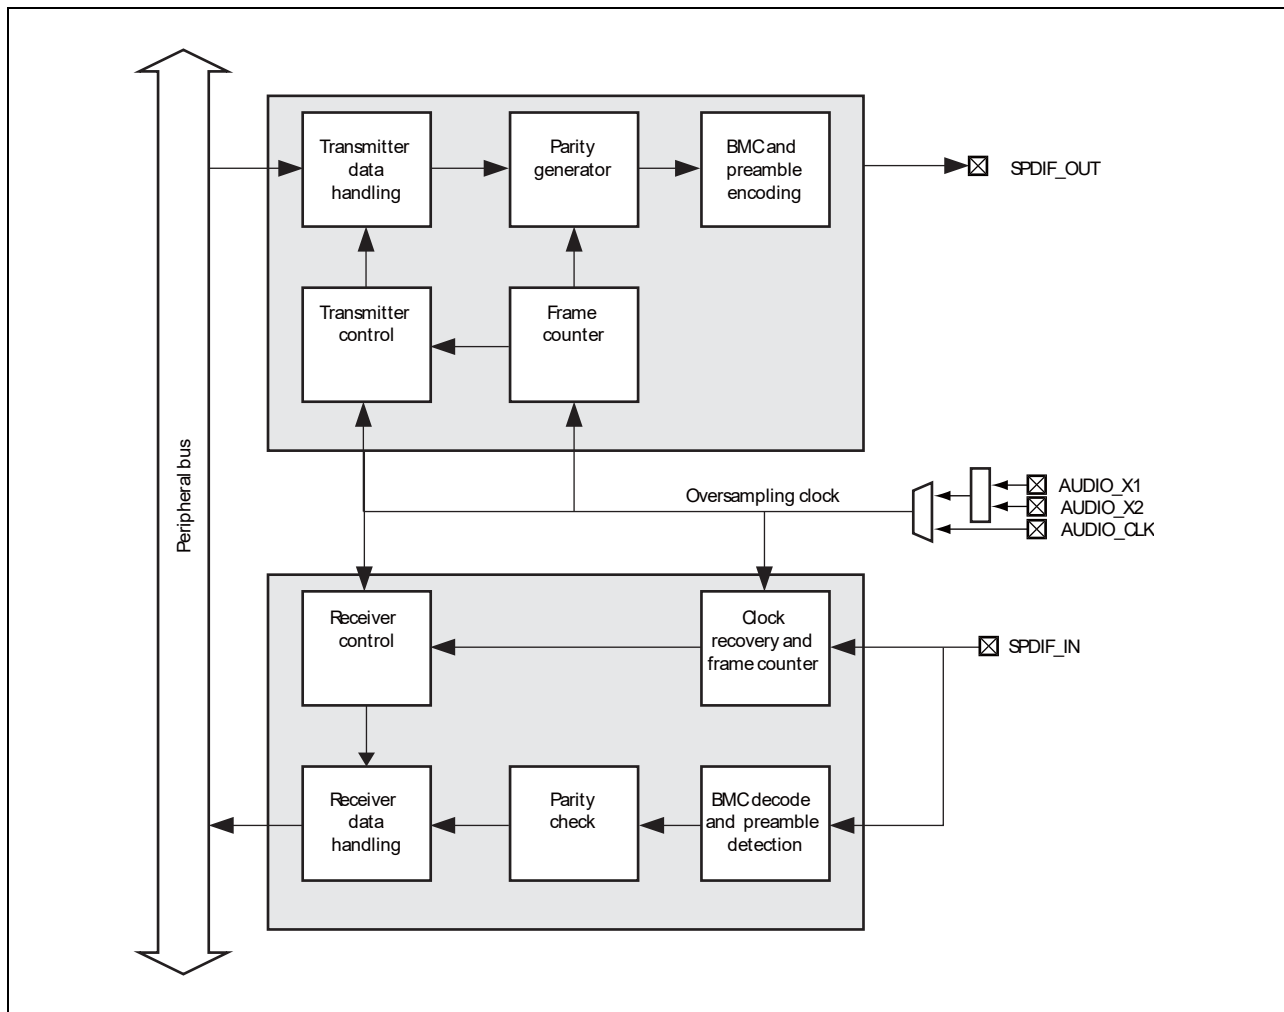 Transmitter
data
handling
Parity
generator
BMC and
preamble
encoding
SPDIF_OUT
Transmitter
control
Frame
counter
Peripheral bus
Oversampling clock
AUDIO_X1
AUDIO_X2
AUDIO_CLK
Receiver
control
Clock
recovery and
frame counter
SPDIF_IN
Receiver
data
handling
Parity
check
BMC decode
and preamble
detection